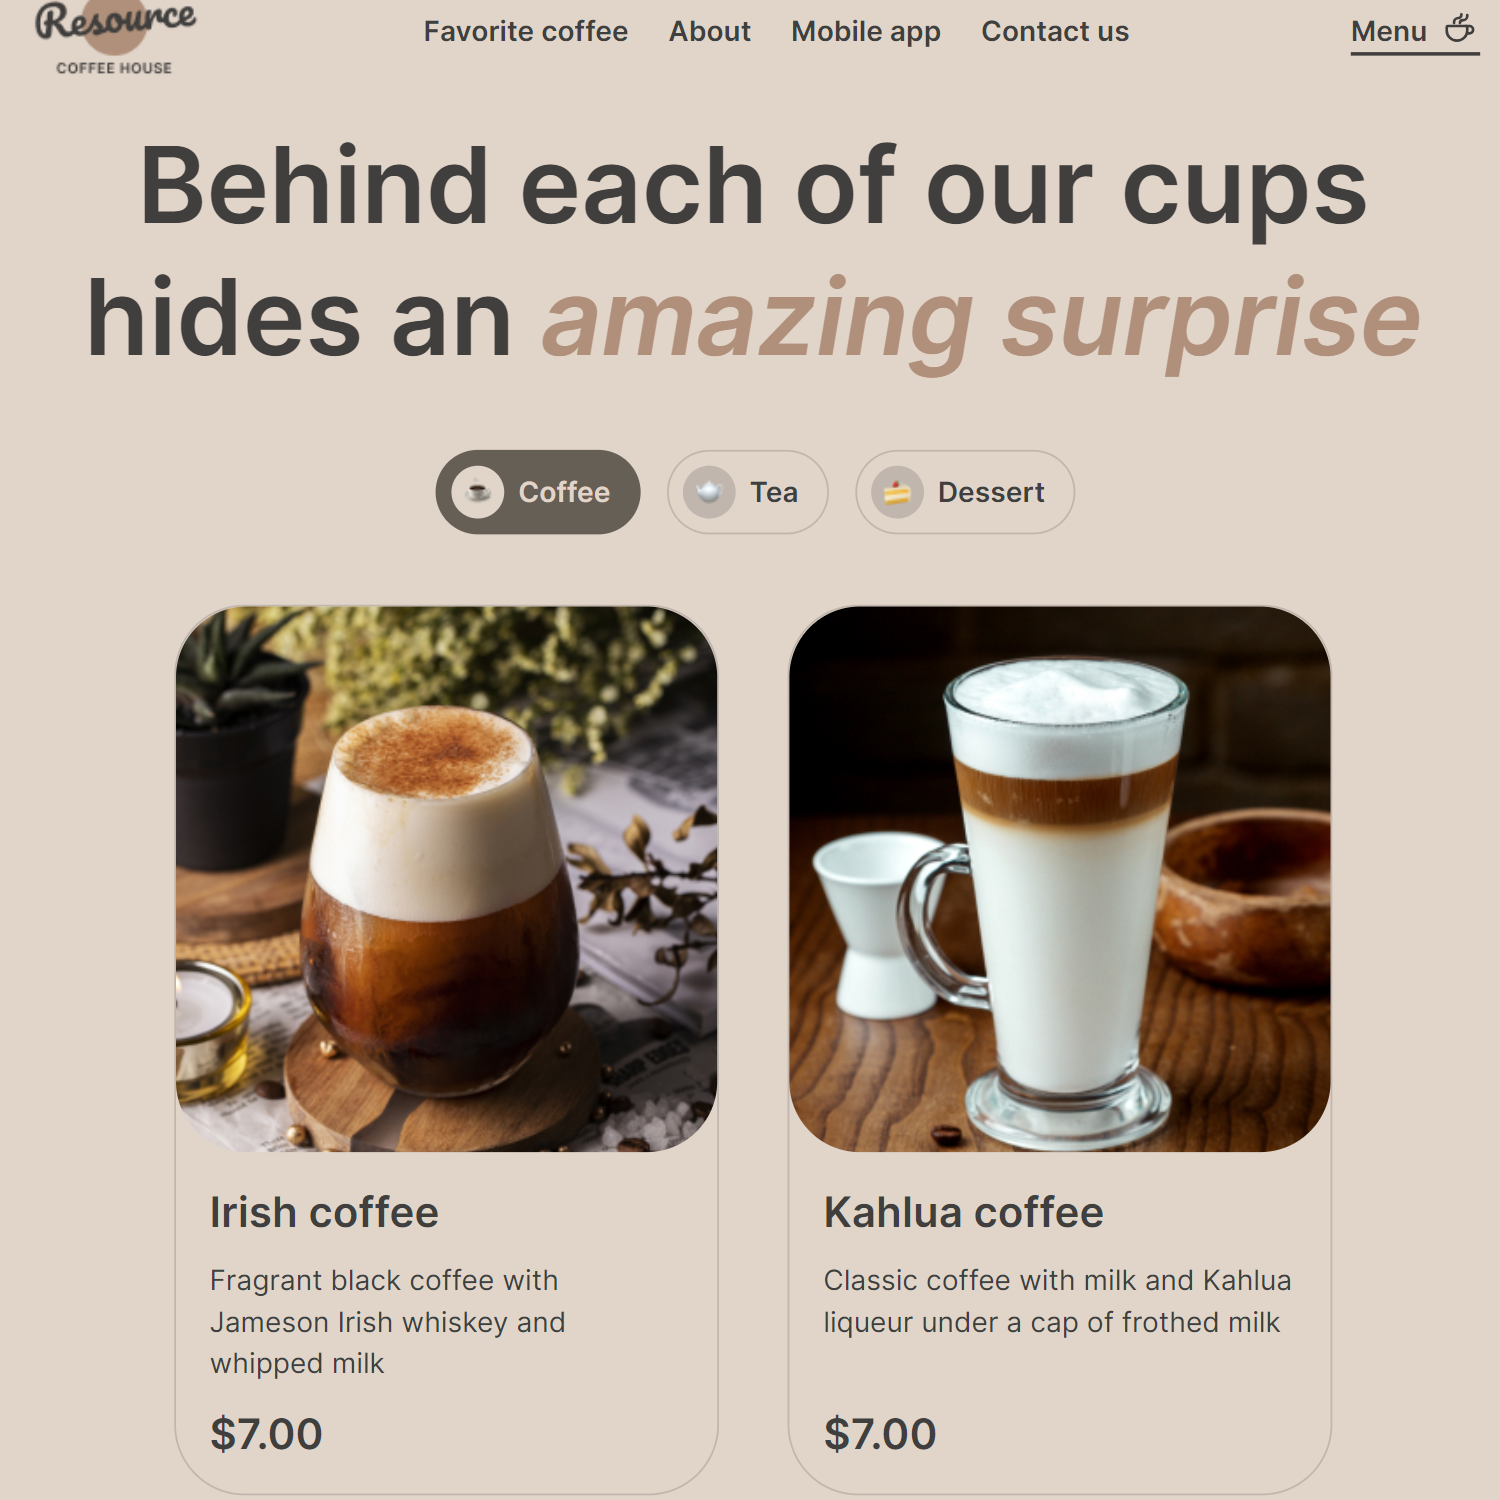 Resource
COFFEE HOUSE
Favorite coffee
About
Mobile app
Contact us
Menu
Behind each of our cups
hides an amazing surprise
Coffee
Tea
Dessert
Irish coffee
Fragrant black coffee with
Jameson Irish whiskey and
whipped milk
$7.00
Kahlua coffee
Classic coffee with milk and Kahlua
liqueur under a cap of frothed milk
$7.00